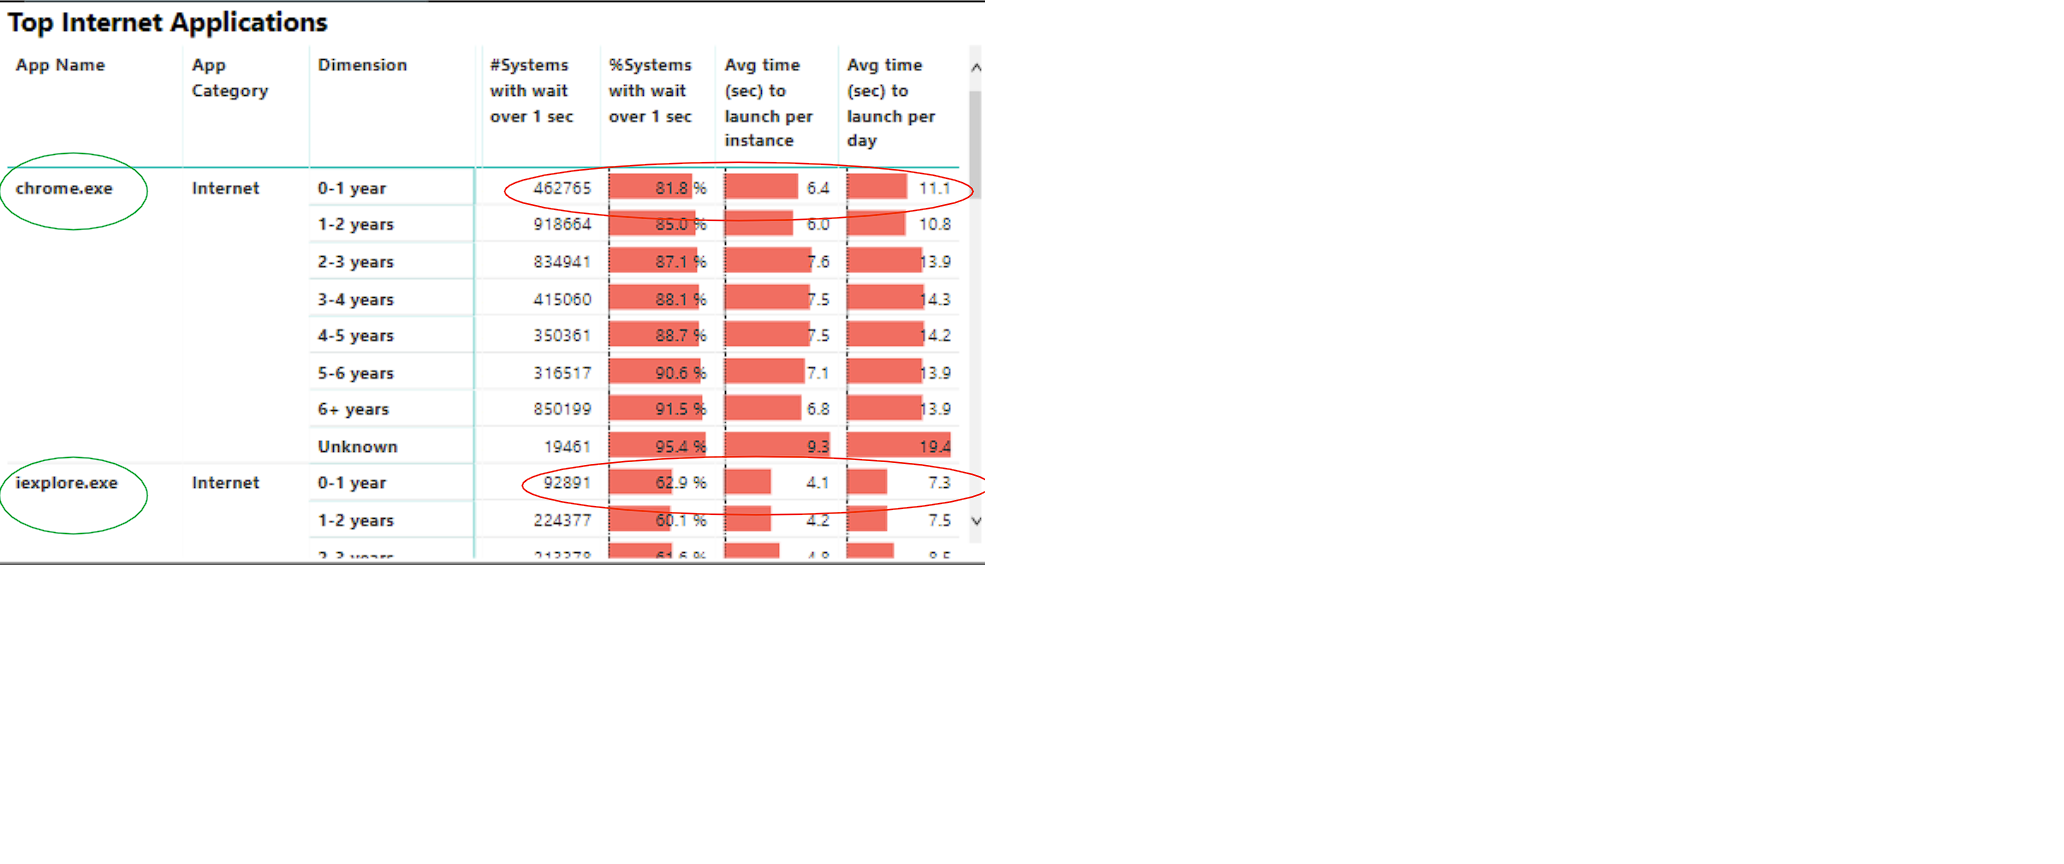 Top Internet Applications
App Name App Category Dimension #Systems with wait over 1 sec %Systems with wait over 1 sec Avg time (sec) to launch per instance Avg time (sec) to launch per day
chrome.exe Internet 0-1 year 462765 81.8 % 6.4 11.1
1-2 years 918664 85.0 % 6.0 10.8
2-3 years 834941 87.1 % 7.6 13.9
3-4 years 415060 88.1 % 7.5 14.3
4-5 years 350361 88.7 % 7.5 14.2
5-6 years 316517 90.6 % 7.1 13.9
6+ years 850199 91.5 % 6.8 13.9
Unknown 19461 95.4 % 9.3 19.4
iexplore.exe Internet 0-1 year 92891 62.9 % 4.1 7.3
1-2 years 224377 60.1 % 4.2 7.5
2-3 years